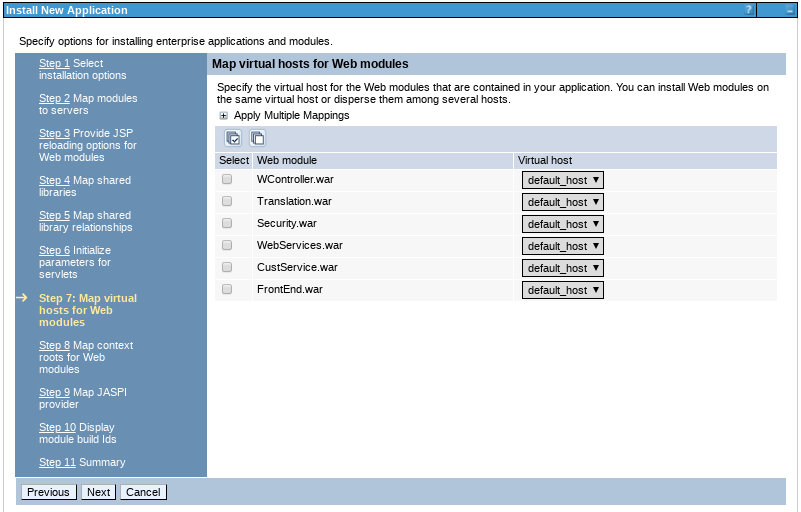 Install New Application
?
Specify options for installing enterprise applications and modules.
Step 1 Select
installation options
Step 2 Map modules
to servers
Step 3 Provide JSP
reloading options for
Web modules
Step 4 Map shared
libraries
Step 5 Map shared
library relationships
Step 6 Initialize
parameters for
servlets
Step 7: Map virtual
hosts for Web
modules
Step 8 Map context
roots for Web
modules
Step 9 Map JASPI
provider
Step 10 Display
module build Ids
Step 11 Summary
Map virtual hosts for Web modules
Specify the virtual host for the Web modules that are contained in your application. You can install Web modules on
the same virtual host or disperse them among several hosts.
Apply Multiple Mappings
Select Web module Virtual host
WController.war default_host
Translation.war default_host
Security.war default_host
WebServices.war default_host
CustService.war default_host
FrontEnd.war default_host
Previous Next Cancel